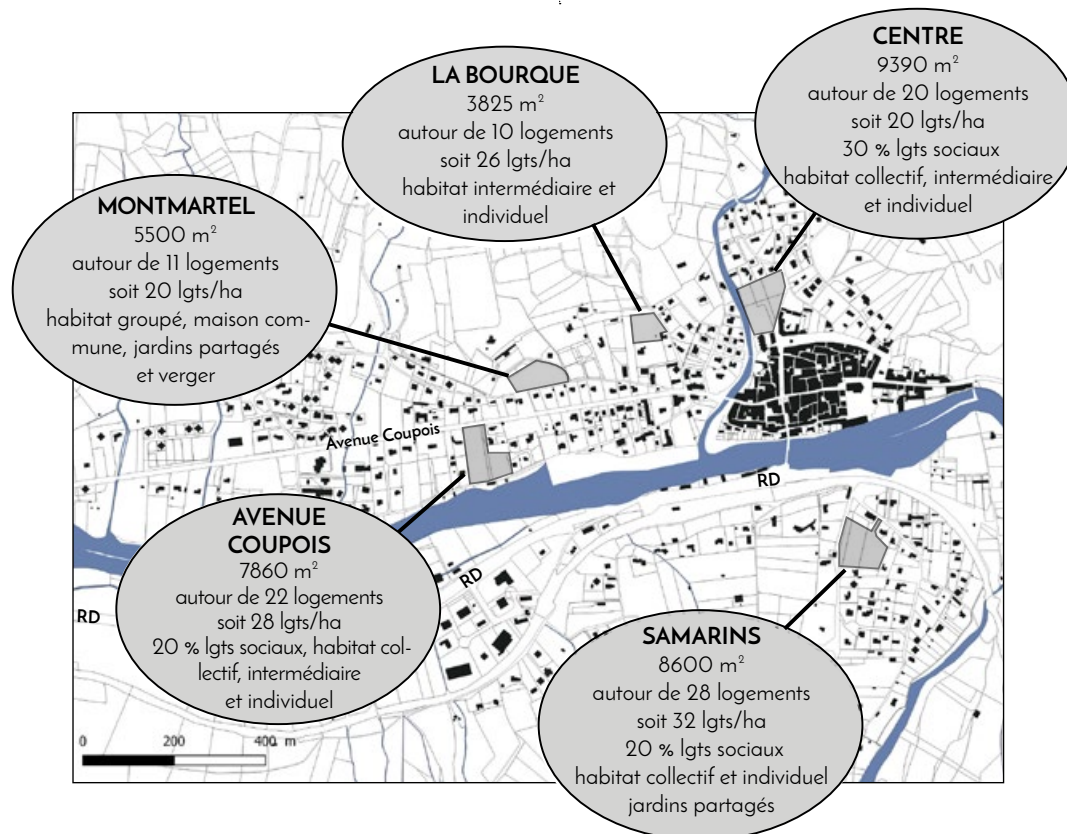 CENTRE
9390 m²
autour de 20 logements
soit 20 lgts/ha
30 % lgts sociaux
habitat collectif, intermédiaire
et individuel
LA BOURQUE
3825 m²
autour de 10 logements
soit 26 lgts/ha
habitat intermédiaire et
individuel
MONTMARTEL
5500 m²
autour de 11 logements
soit 20 lgts/ha
habitat groupé, maison com-
mune, jardins partagés
et verger
Avenue Coupois
RD
AVENUE
COUPOIS
7860 m²
autour de 22 logements
soit 28 lgts/ha
20 % lgts sociaux, habitat col-
lectif, intermédiaire
et individuel
RD
RD
SAMARINS
8600 m²
autour de 28 logements
soit 32 lgts/ha
20 % lgts sociaux
habitat collectif et individuel
jardins partagés
0 200 400 m